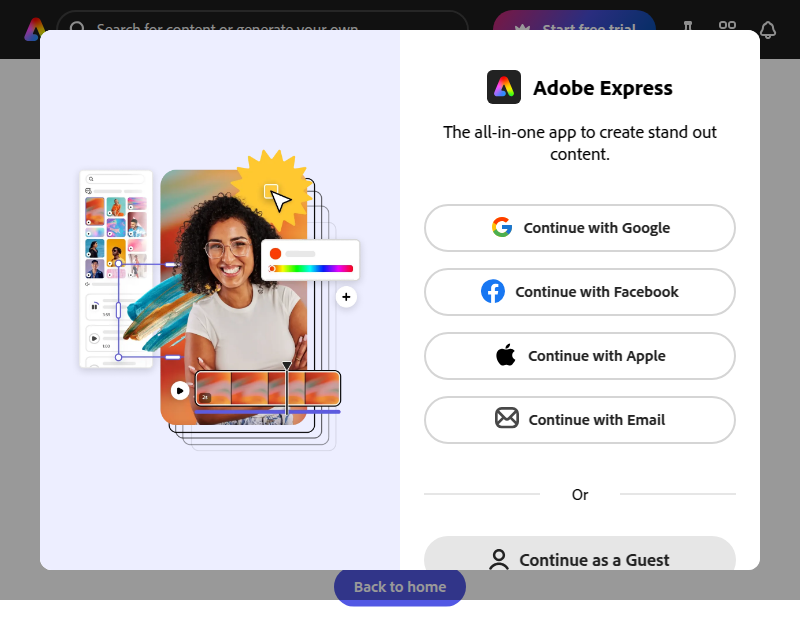 Search for content or generate your own
Start free trial
Adobe Express
The all-in-one app to create stand out
content.
Continue with Google
Continue with Facebook
Continue with Apple
Continue with Email
Or
Continue as a Guest
Back to home